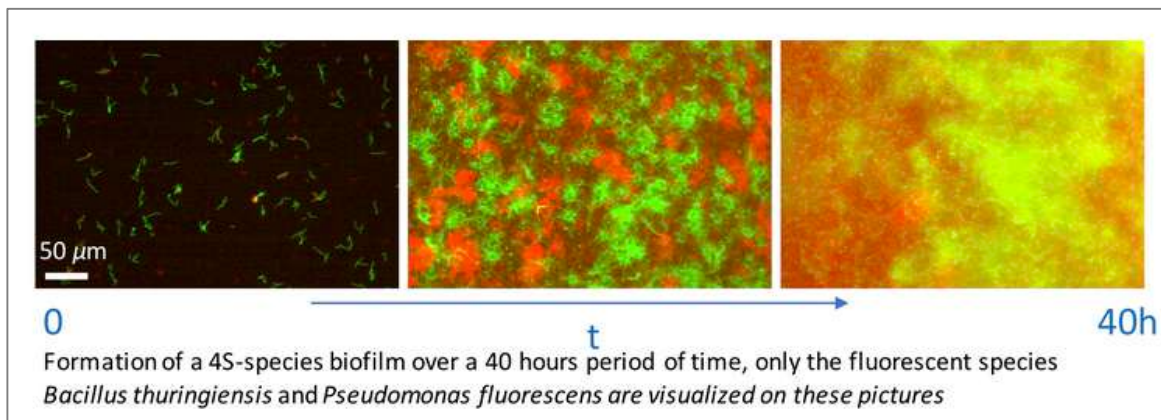 50 µm
0
t
40h
Formation of a 4S-species biofilm over a 40 hours period of time, only the fluorescent species
Bacillus thuringiensis and Pseudomonas fluorescens are visualized on these pictures